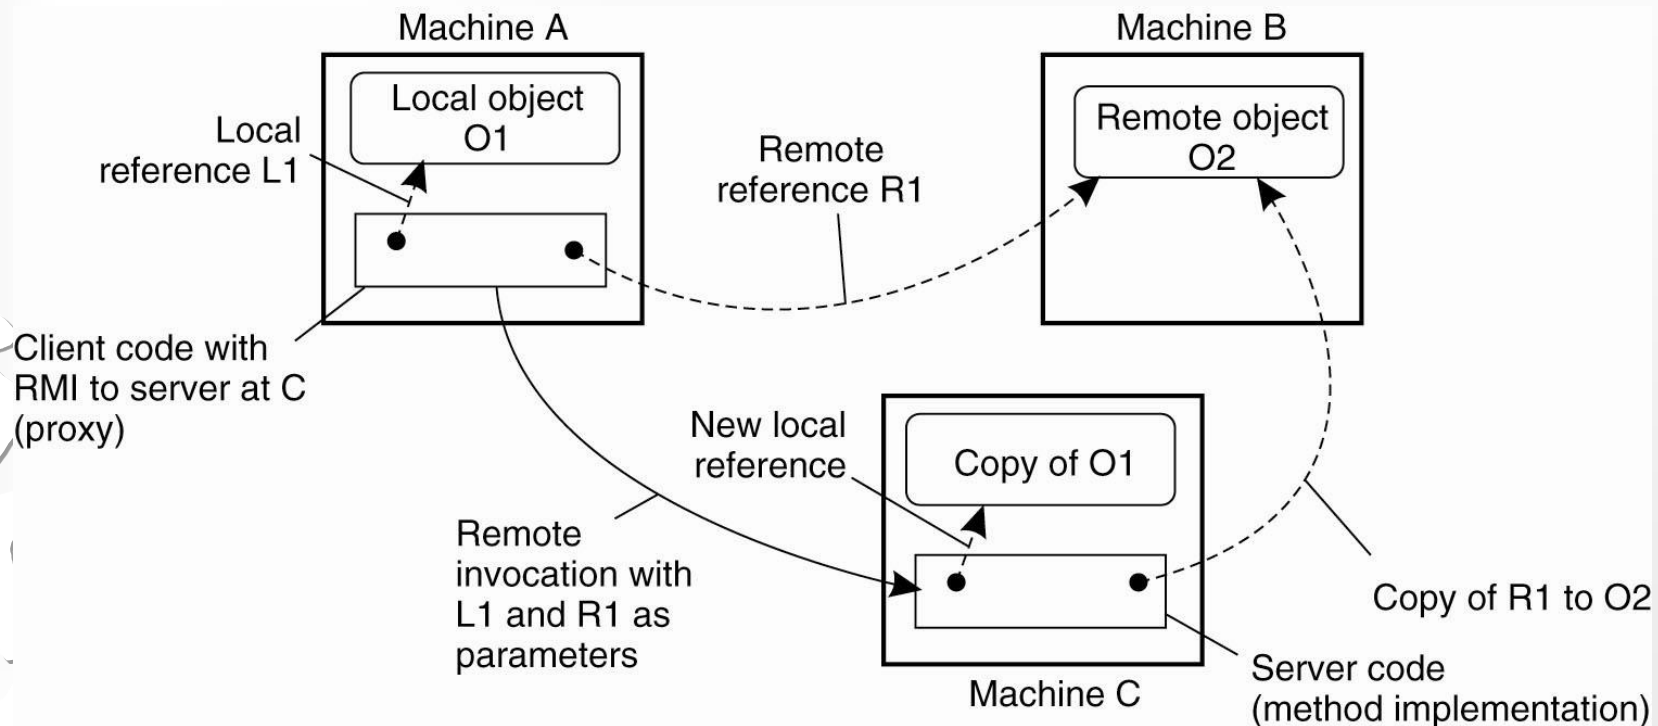 Machine A
Machine B
Local object
O1
Remote object
O2
Local
reference L1
Remote
reference R1
Client code with
RMI to server at C
(proxy)
New local
reference
Copy of O1
Remote
invocation with
L1 and R1 as
parameters
Copy of R1 to O2
Server code
(method implementation)
Machine C